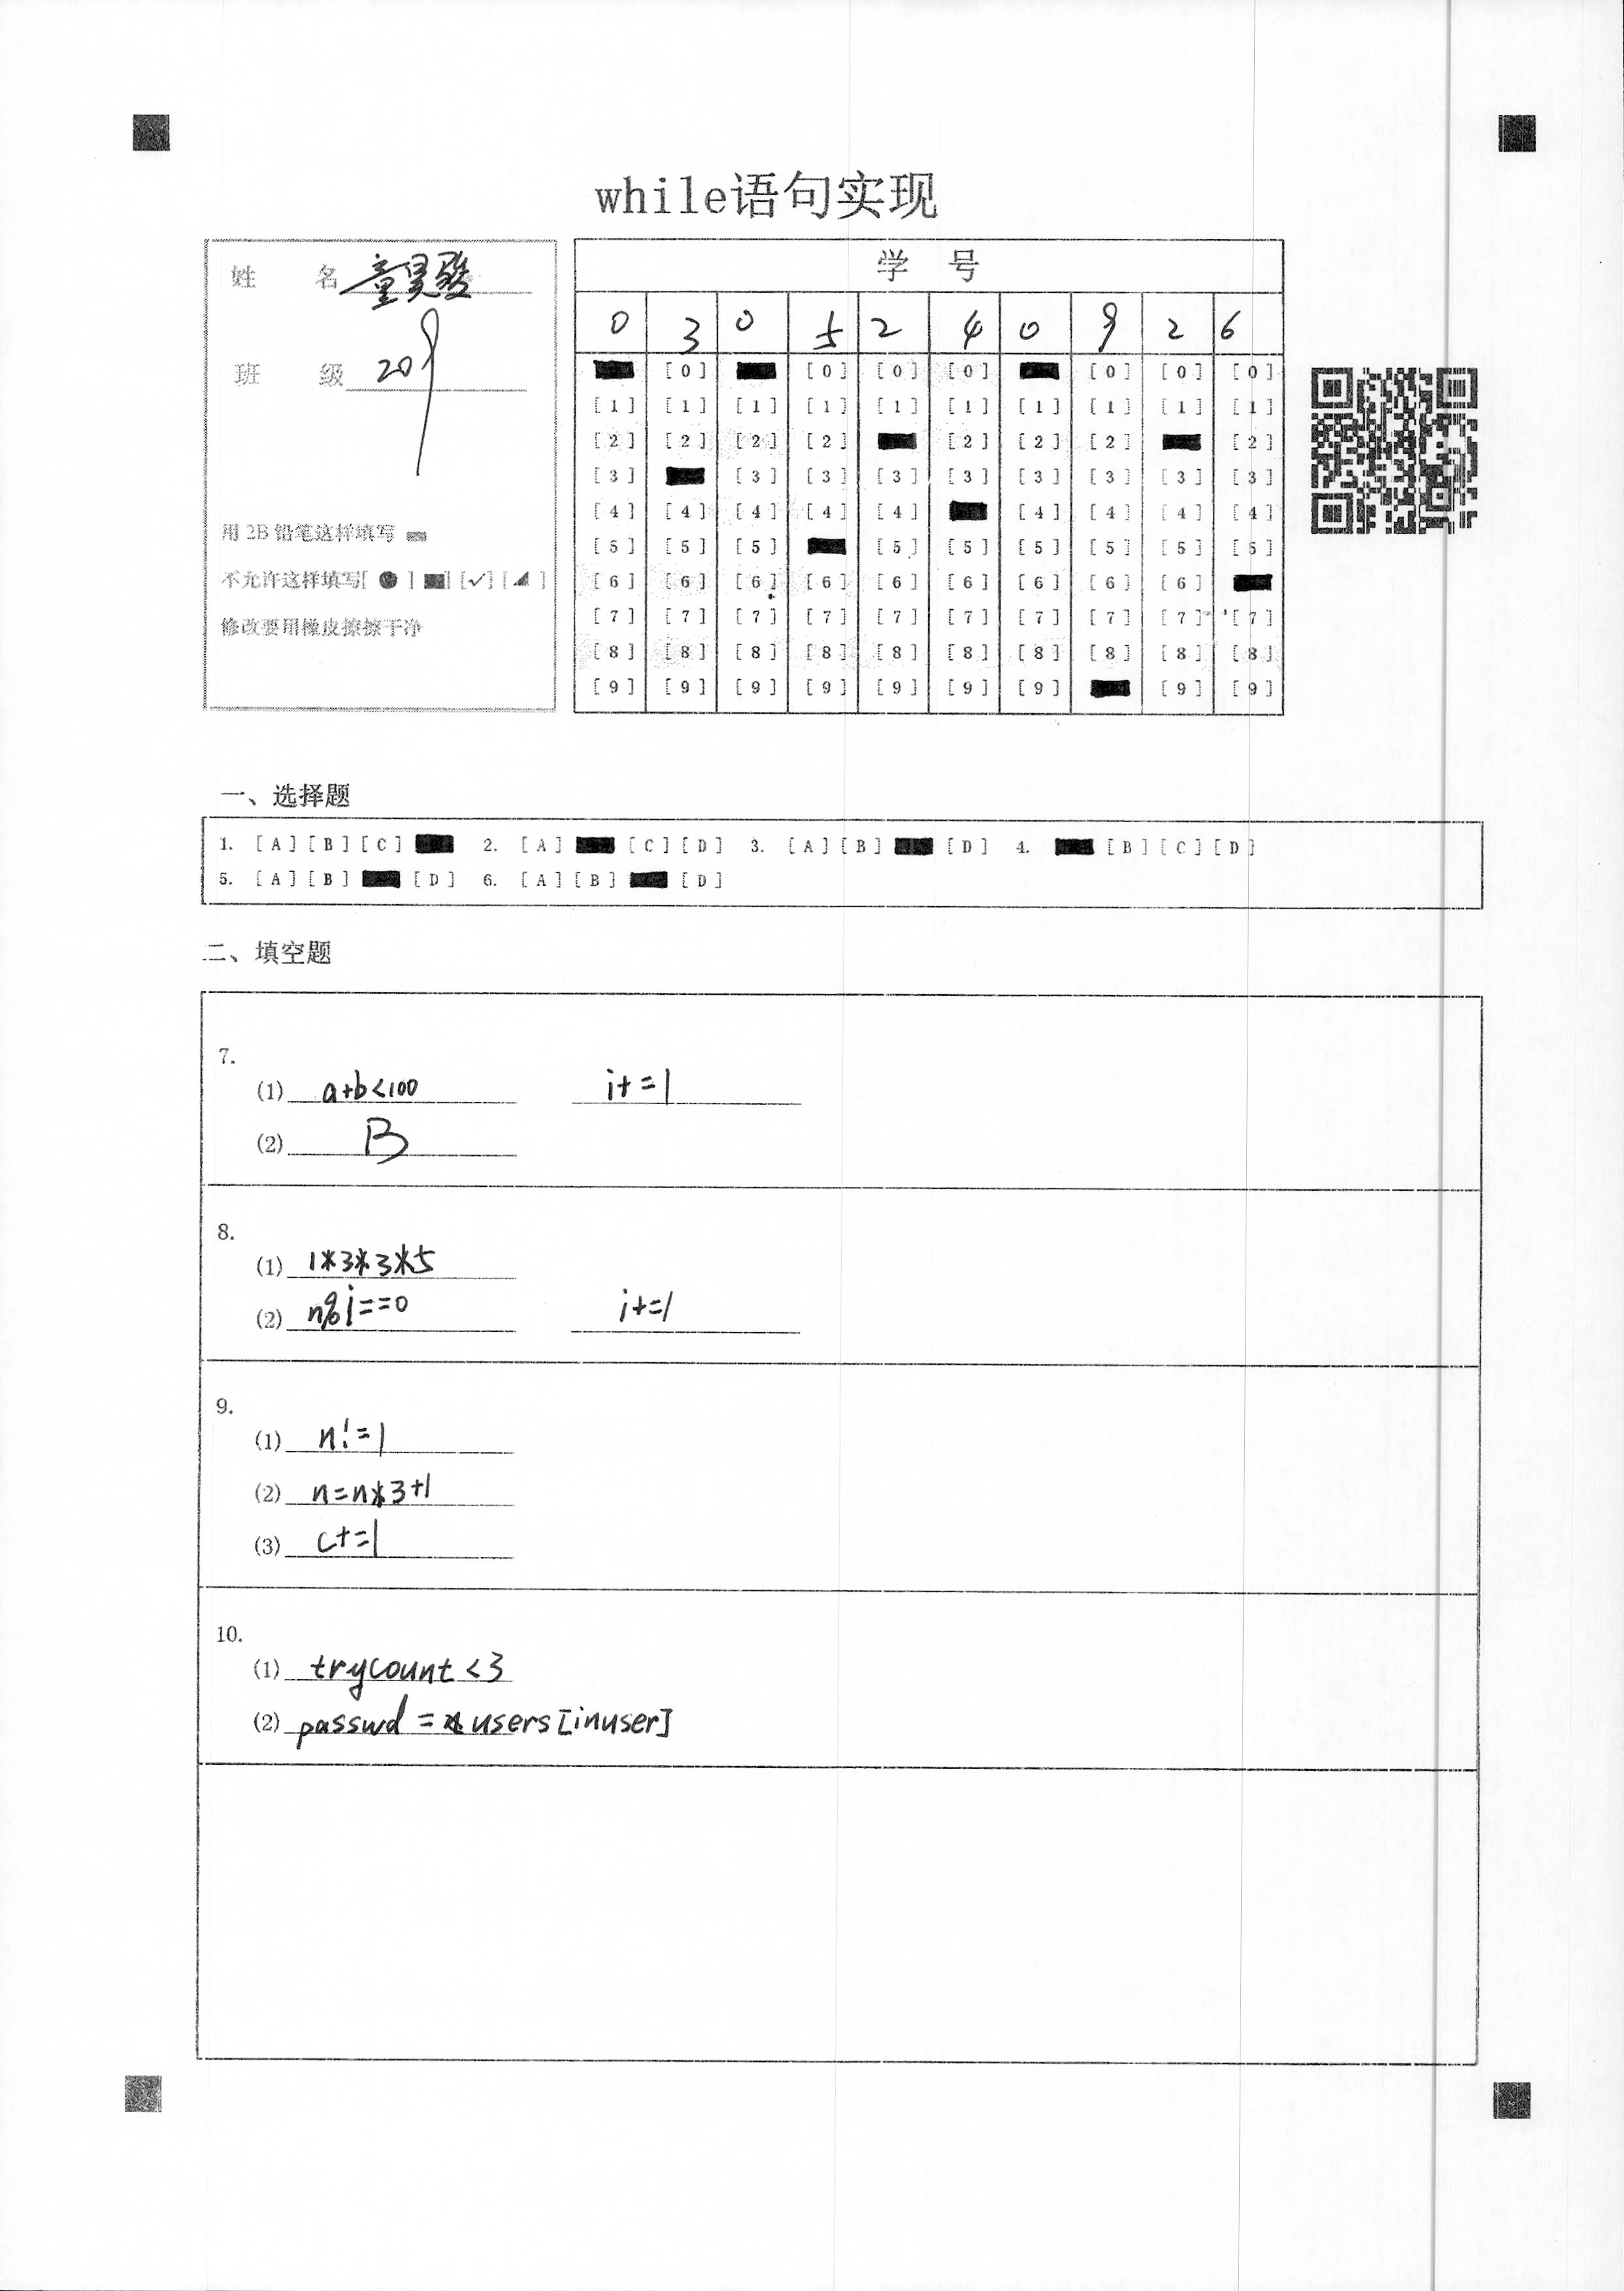 while语句实现
姓 名 童昊骏
班 级 209
用 2B 铅笔这样填写
不允许这样填写[ ● ] [■] [✓] [◢ ]
修改要用橡皮擦擦干净
学 号
0 3 0 5 2 4 0 9 2 6
[0] [0] [0] [0] [0] [0] [0]
[1] [1] [1] [1] [1] [1] [1] [1] [1] [1]
[2] [2] [2] [2] [2] [2] [2] [2]
[3] [3] [3] [3] [3] [3] [3] [3] [3]
[4] [4] [4] [4] [4] [4] [4] [4] [4]
[5] [5] [5] [5] [5] [5] [5] [5] [5]
[6] [6] [6] [6] [6] [6] [6] [6] [6]
[7] [7] [7] [7] [7] [7] [7] [7] [7] [7]
[8] [8] [8] [8] [8] [8] [8] [8] [8] [8]
[9] [9] [9] [9] [9] [9] [9] [9] [9]
一、选择题
1. [A] [B] [C] 2. [A] [C] [D] 3. [A] [B] [D] 4. [B] [C] [D]
5. [A] [B] [D] 6. [A] [B] [D]
二、填空题
7.
(1) a+b<100 i+=1
(2) B
8.
(1) 1*3*3*5
(2) n%i==0 i+=1
9.
(1) n!=1
(2) n=n*3+1
(3) c+=1
10.
(1) trycount<3
(2) passwd = users[inuser]